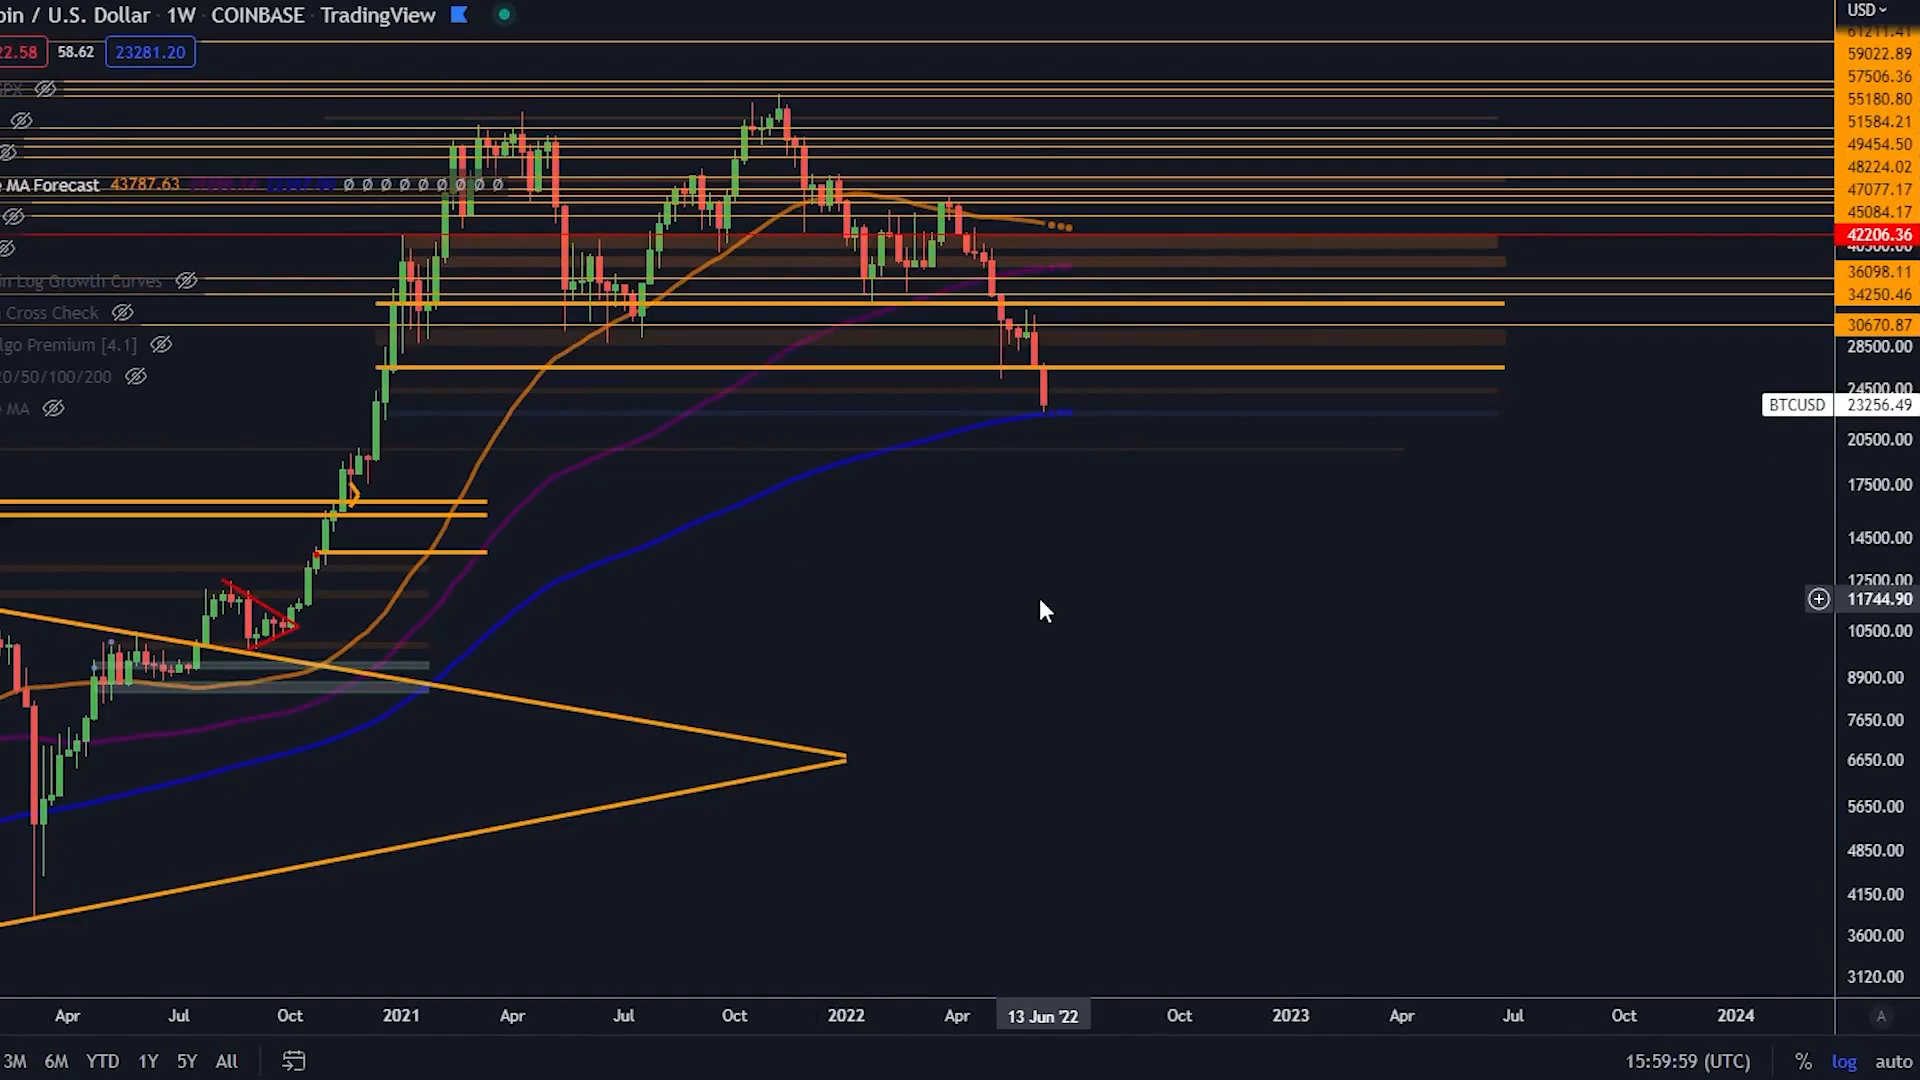 oin / U.S. Dollar · 1W · COINBASE · TradingView
22.58 58.62 23281.20
SPX
e MA Forecast 43787.63 Ø Ø Ø Ø Ø Ø Ø Ø Ø
in Log Growth Curves
Cross Check
lgo Premium [4.1]
20/50/100/200
e MA
USD
61211.41
59022.89
57506.36
55180.80
51584.21
49454.50
48224.02
47077.17
45084.17
42206.36
40500.00
36098.11
34250.46
30670.87
28500.00
24500.00
BTCUSD 23256.49
20500.00
17500.00
14500.00
12500.00
11744.90
10500.00
8900.00
7650.00
6650.00
5650.00
4850.00
4150.00
3600.00
3120.00
Apr Jul Oct 2021 Apr Jul Oct 2022 Apr 13 Jun '22 Oct 2023 Apr Jul Oct 2024 A
3M 6M YTD 1Y 5Y All 15:59:59 (UTC) % log auto